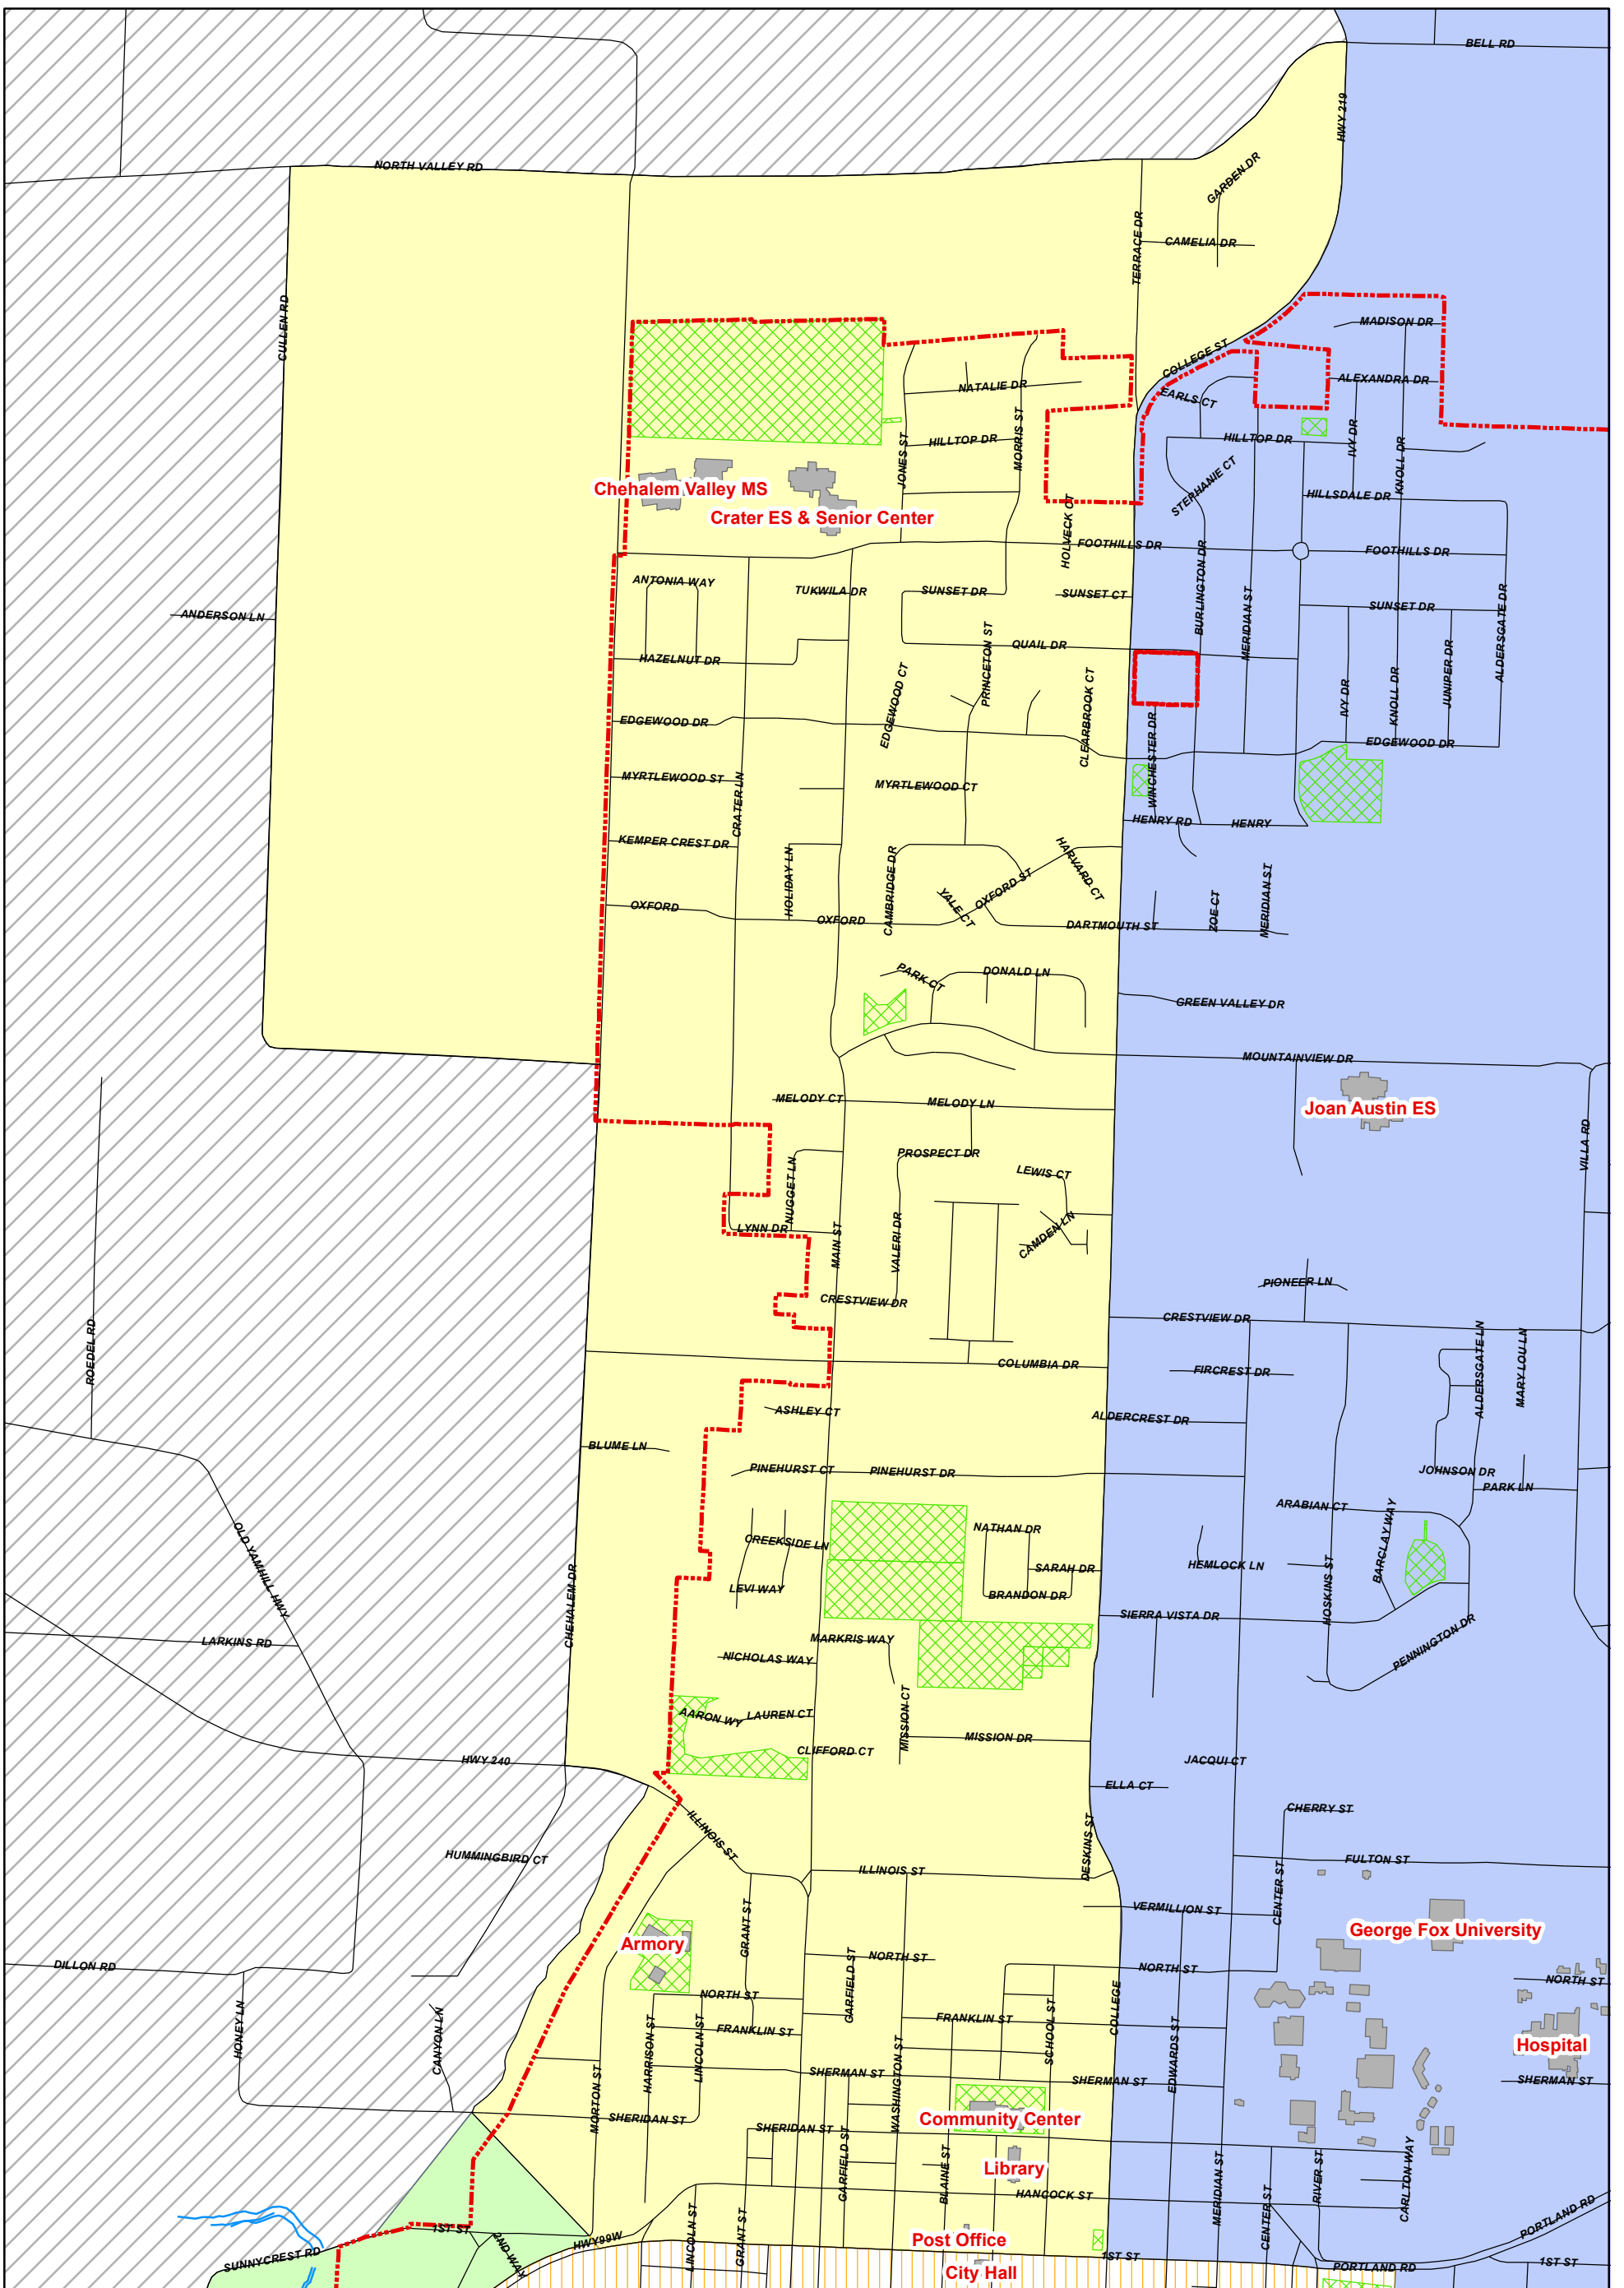 BELL RD
HWY 219
NORTH VALLEY RD
GARDEN DR
TERRACE DR
CAMELIA DR
CULLEN RD
MADISON DR
COLLEGE ST
NATALIE DR
EARLS CT
ALEXANDRA DR
JONES ST
HILLTOP DR
MORRIS ST
HILLTOP DR
IVY DR
KNOLL DR
STEPHANIE CT
Chehalem Valley MS
HILLSDALE DR
Crater ES & Senior Center
HOLVECK CT
FOOTHILLS DR
FOOTHILLS DR
ANTONIA WAY
TUKWILA DR
SUNSET DR
SUNSET CT
BURLINGTON DR
MERIDIAN ST
SUNSET DR
ALDERSGATE DR
ANDERSON LN
HAZELNUT DR
PRINCETON ST
QUAIL DR
JUNIPER DR
EDGEWOOD CT
CLEARBROOK CT
IVY DR
KNOLL DR
EDGEWOOD DR
WINCHESTER DR
EDGEWOOD DR
MYRTLEWOOD ST
CRATER LN
MYRTLEWOOD CT
HENRY RD
HENRY
KEMPER CREST DR
HOLIDAY LN
CAMBRIDGE DR
HARVARD CT
OXFORD ST
YALE CT
OXFORD
OXFORD
DARTMOUTH ST
ZOE CT
MERIDIAN ST
PARK CT
DONALD LN
GREEN VALLEY DR
MOUNTAINVIEW DR
MELODY CT
MELODY LN
Joan Austin ES
VILLA RD
NUGGET LN
PROSPECT DR
LEWIS CT
LYNN DR
MAIN ST
VALERI DR
CAMDEN LN
CRESTVIEW DR
PIONEER LN
CRESTVIEW DR
ROEDEL RD
COLUMBIA DR
FIRCREST DR
ALDERSGATE LN
MARY LOU LN
ASHLEY CT
ALDERCREST DR
BLUME LN
PINEHURST CT
PINEHURST DR
JOHNSON DR
PARK LN
ARABIAN CT
OLD YAMHILL HWY
CREEKSIDE LN
NATHAN DR
BARCLAY WAY
SARAH DR
HEMLOCK LN
LEVI WAY
BRANDON DR
HOSKINS ST
CHEHALEM DR
SIERRA VISTA DR
LARKINS RD
MARKRIS WAY
NICHOLAS WAY
PENNINGTON DR
AARON WY
LAUREN CT
MISSION CT
CLIFFORD CT
MISSION DR
HWY 240
JACQUI CT
ELLA CT
ILLINOIS ST
CHERRY ST
HUMMINGBIRD CT
ILLINOIS ST
DESKINS ST
FULTON ST
CENTER ST
VERMILLION ST
GRANT ST
Armory
George Fox University
DILLON RD
NORTH ST
GARFIELD ST
NORTH ST
NORTH ST
NORTH ST
COLLEGE
HONEY LN
CANYON LN
HARRISON ST
LINCOLN ST
FRANKLIN ST
FRANKLIN ST
SCHOOL ST
EDWARDS ST
Hospital
SHERMAN ST
SHERMAN ST
SHERMAN ST
MORTON ST
WASHINGTON ST
SHERIDAN ST
SHERIDAN ST
Community Center
GARFIELD ST
BLAINE ST
Library
MERIDIAN ST
CENTER ST
RIVER ST
CARLTON WAY
HANCOCK ST
LINCOLN ST
GRANT ST
PORTLAND RD
1ST ST
2ND WAY
HWY99W
Post Office
SUNNYCREST RD
1ST ST
City Hall
PORTLAND RD
1ST ST